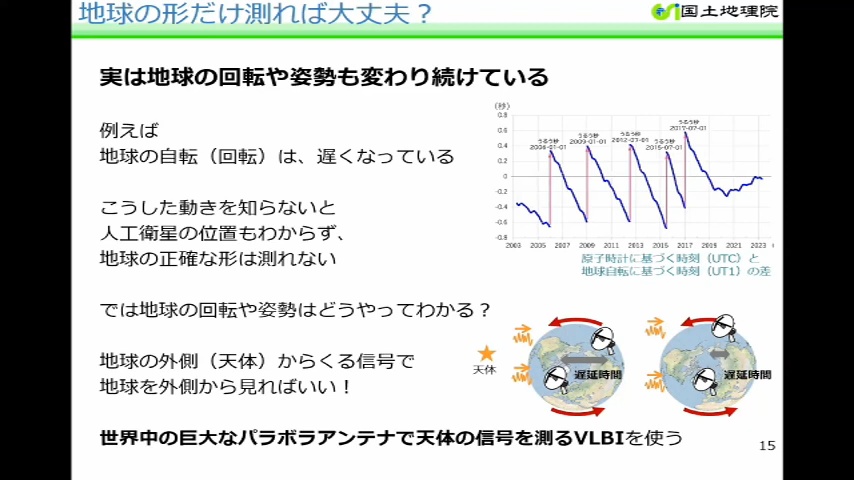 地球の形だけ測れば大丈夫？
国土地理院
実は地球の回転や姿勢も変わり続けている
例えば
地球の自転（回転）は、遅くなっている
こうした動きを知らないと
人工衛星の位置もわからず、
地球の正確な形は測れない
では地球の回転や姿勢はどうやってわかる？
地球の外側（天体）からくる信号で
地球を外側から見ればいい！
世界中の巨大なパラボラアンテナで天体の信号を測るVLBIを使う
(秒)
0.8
0.6
0.4
0.2
0
-0.2
-0.4
-0.6
-0.8
うるう秒
2006-01-01
うるう秒
2009-01-01
うるう秒
2012-07-01
うるう秒
2015-07-01
うるう秒
2017-01-01
2003 2005 2007 2009 2011 2013 2015 2017 2019 2021 2023
原子時計に基づく時刻（UTC）と
地球自転に基づく時刻（UT1）の差
天体
遅延時間
遅延時間
15